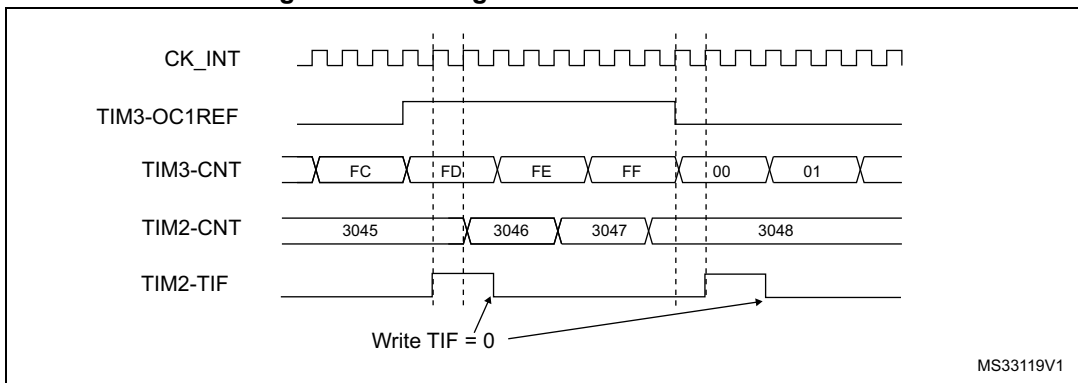 CK_INT
TIM3-OC1REF
TIM3-CNT FC FD FE FF 00 01
TIM2-CNT 3045 3046 3047 3048
TIM2-TIF
Write TIF = 0
MS33119V1